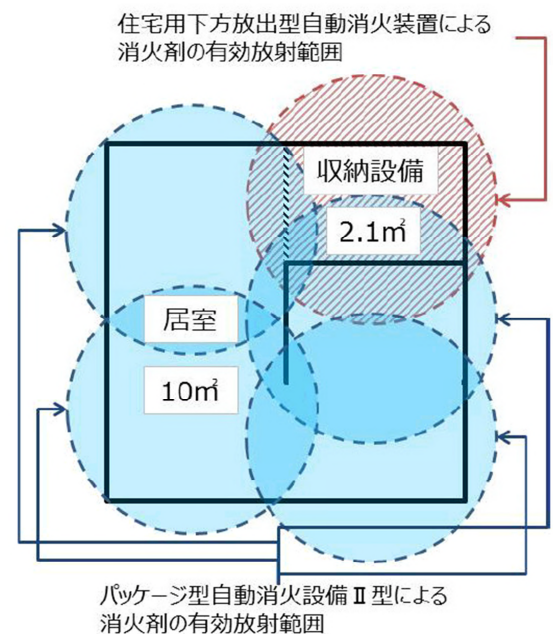 住宅用下方放出型自動消火装置による
消火剤の有効放射範囲
収納設備
2.1㎡
居室
10㎡
パッケージ型自動消火設備Ⅱ型による
消火剤の有効放射範囲